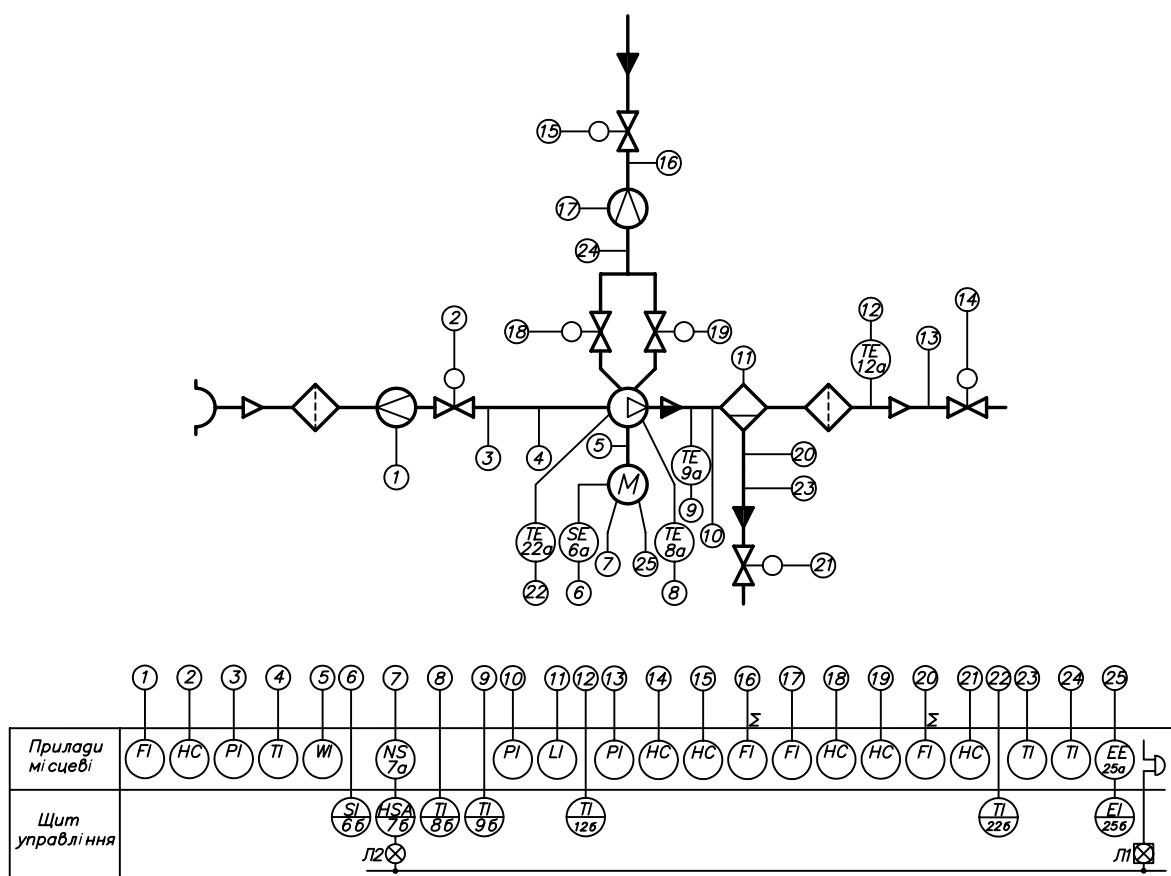 15
16
17
24
2
18
19
12
14
TE
12а
13
11
1
3
4
5
TE
9а
20
M
9
23
TE
22а
SE
6а
7
25
TE
8а
10
21
22
6
8
1 2 3 4 5 6 7 8 9 10 11 12 13 14 15 16 17 18 19 20 21 22 23 24 25
Σ Σ
Прилади
місцеві
FI HC PI TI WI NS
7а PI LI PI HC HC FI FI HC HC FI HC TI TI EE
25а
Щит
управління
SI
6б
HSA
7б
TI
8б
TI
9б
TI
12б
TI
22б
EI
25б
Л2
Л1